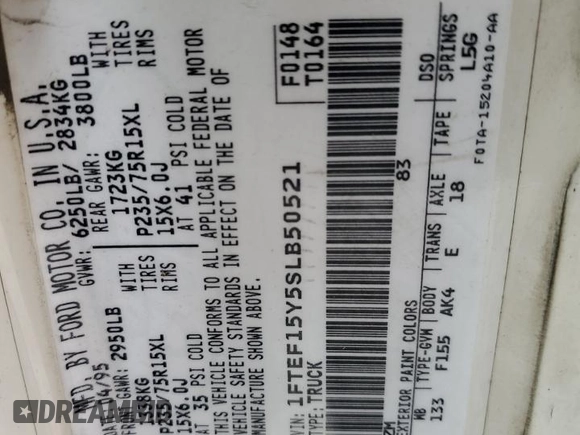 MFD. BY FORD MOTOR CO. IN U.S.A.
4/95 GVWR: 6250LB/ 2834KG
GAWR: 2950LB REAR GAWR: 3800LB
1338KG WITH 1723KG WITH
P235/75R15XL TIRES P235/75R15XL TIRES
15X6.0J RIMS 15X6.0J RIMS
AT 35 PSI COLD AT 41 PSI COLD
THIS VEHICLE CONFORMS TO ALL APPLICABLE FEDERAL MOTOR
VEHICLE SAFETY STANDARDS IN EFFECT ON THE DATE OF
MANUFACTURE SHOWN ABOVE.
VIN: 1FTEF15Y5SLB50521 F0148
TYPE: TRUCK T0164
EXTERIOR PAINT COLORS 83 DSO
WB TYPE-GVM BODY TRANS AXLE TAPE SPRINGS
133 F155 AK4 E 18 L5G
F0TA-15204A10-AA
DREAMBID